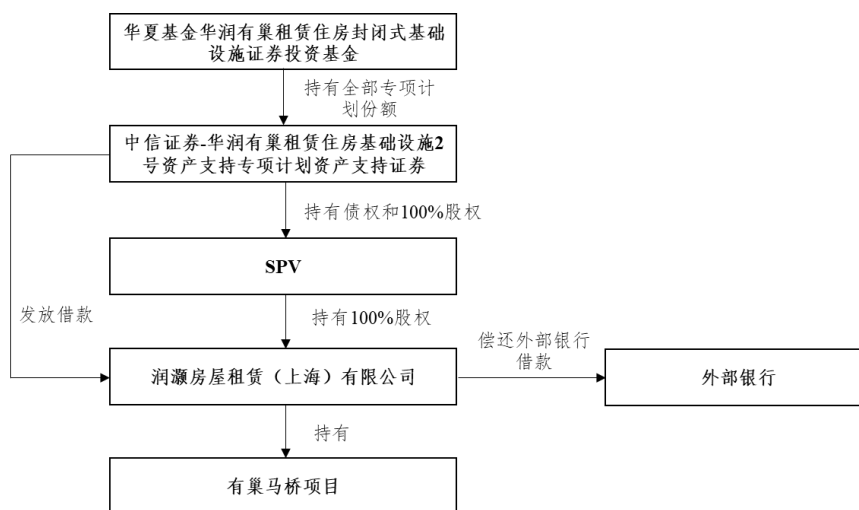 华夏基金华润有巢租赁住房封闭式基础
设施证券投资基金
持有全部专项计
划份额
中信证券-华润有巢租赁住房基础设施2
号资产支持专项计划资产支持证券
持有债权和100%股权
SPV
发放借款
持有100%股权
偿还外部银行
借款
润灏房屋租赁（上海）有限公司
外部银行
持有
有巢马桥项目